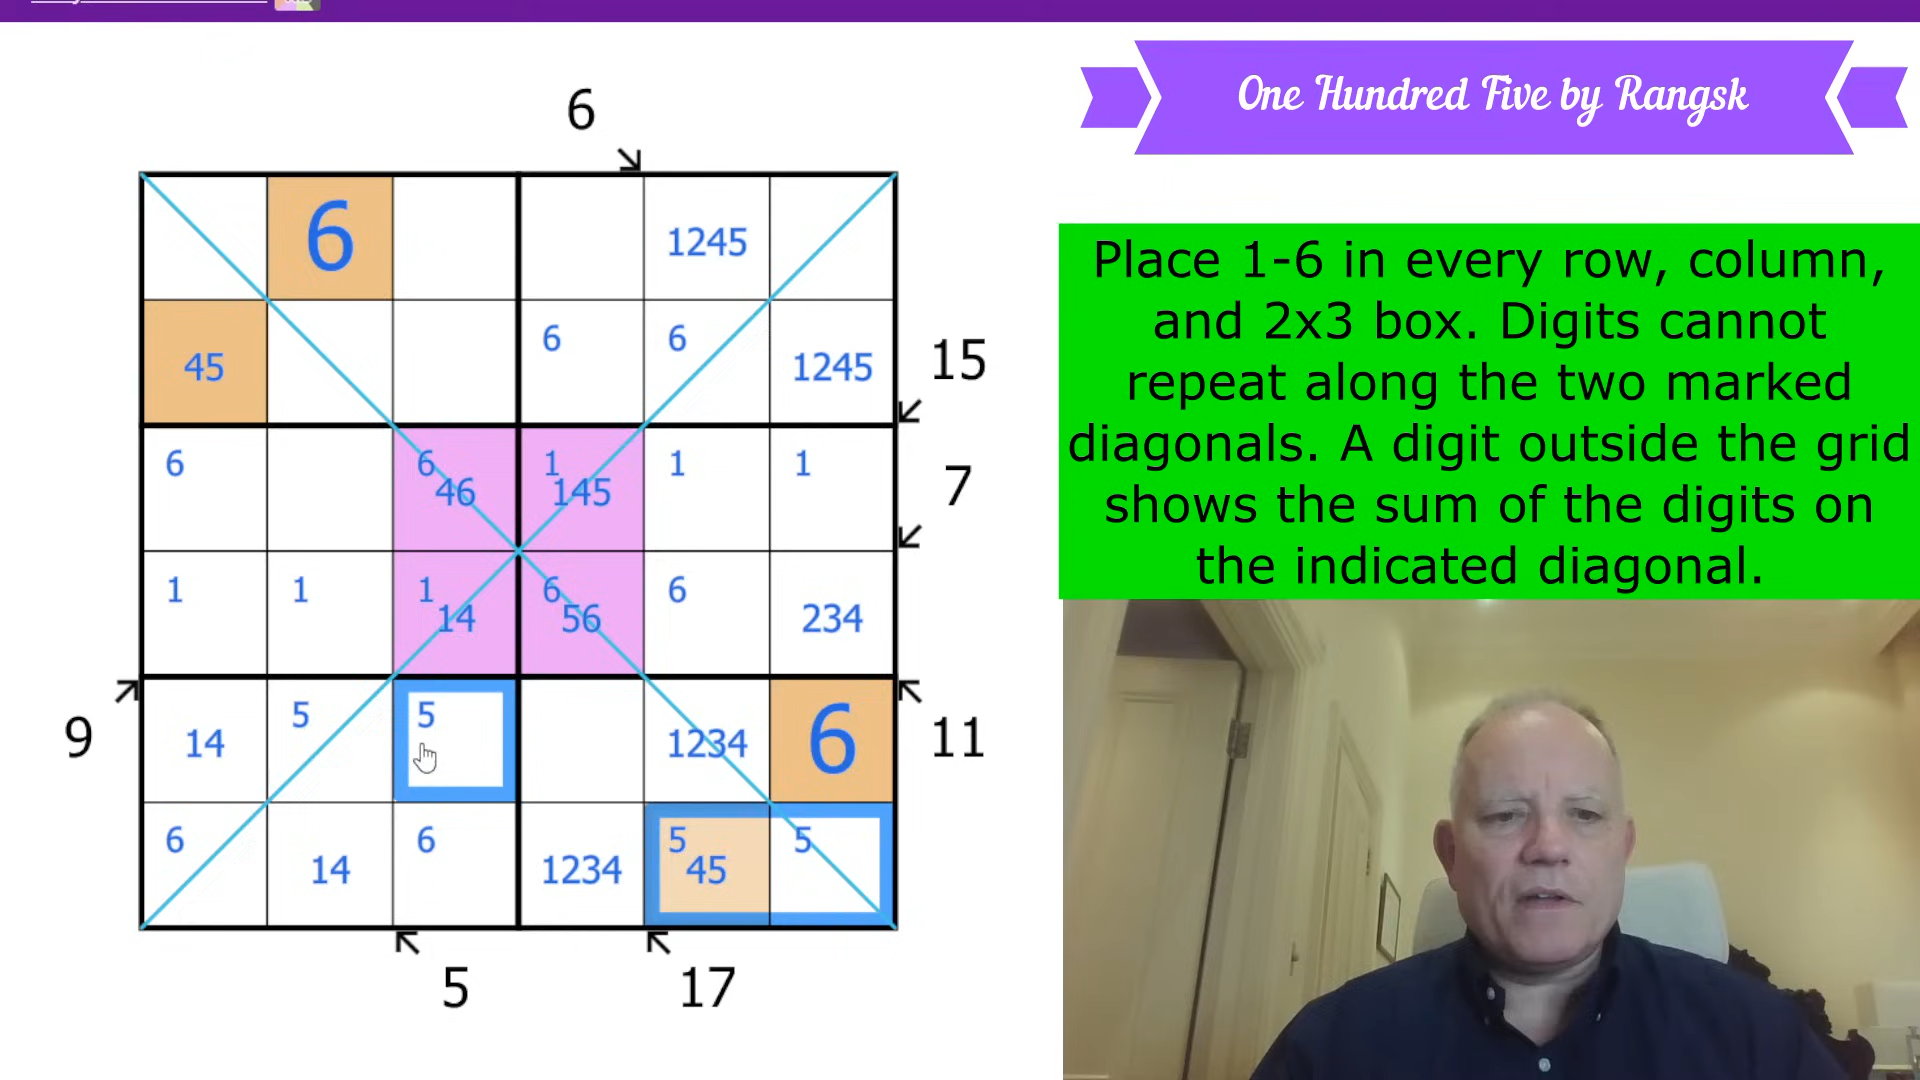 One Hundred Five by Rangsk
Place 1-6 in every row, column,
and 2x3 box. Digits cannot
repeat along the two marked
diagonals. A digit outside the grid
shows the sum of the digits on
the indicated diagonal.
6
6 1245
6 6 15
45 1245
6 6 1 1 1 7
46 145
1 1 1 6 6
14 56 234
5 5
9 14 1234 6 11
6 6 5 5
14 1234 45
5 17